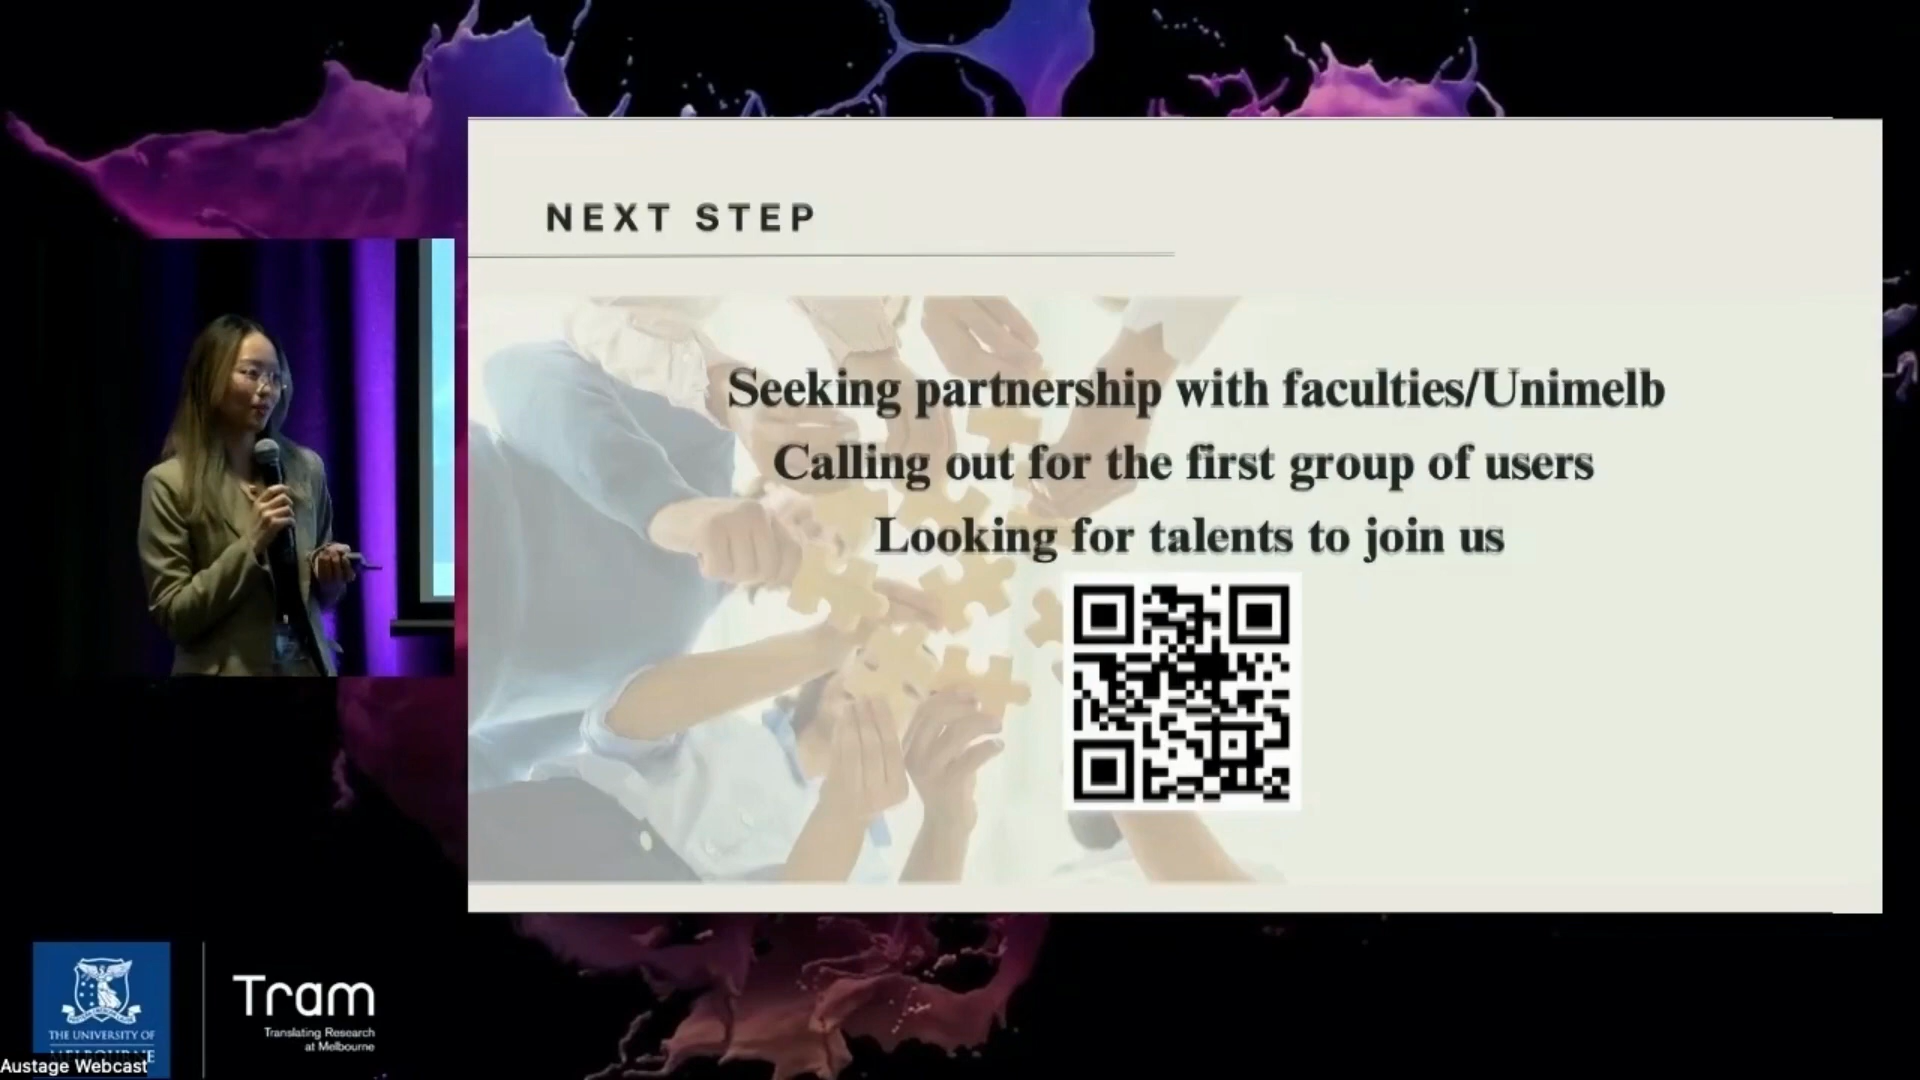 NEXT STEP
Seeking partnership with faculties/Unimelb
Calling out for the first group of users
Looking for talents to join us
THE UNIVERSITY OF
MELBOURNE
Tram
Translating Research
at Melbourne
Austage Webcast